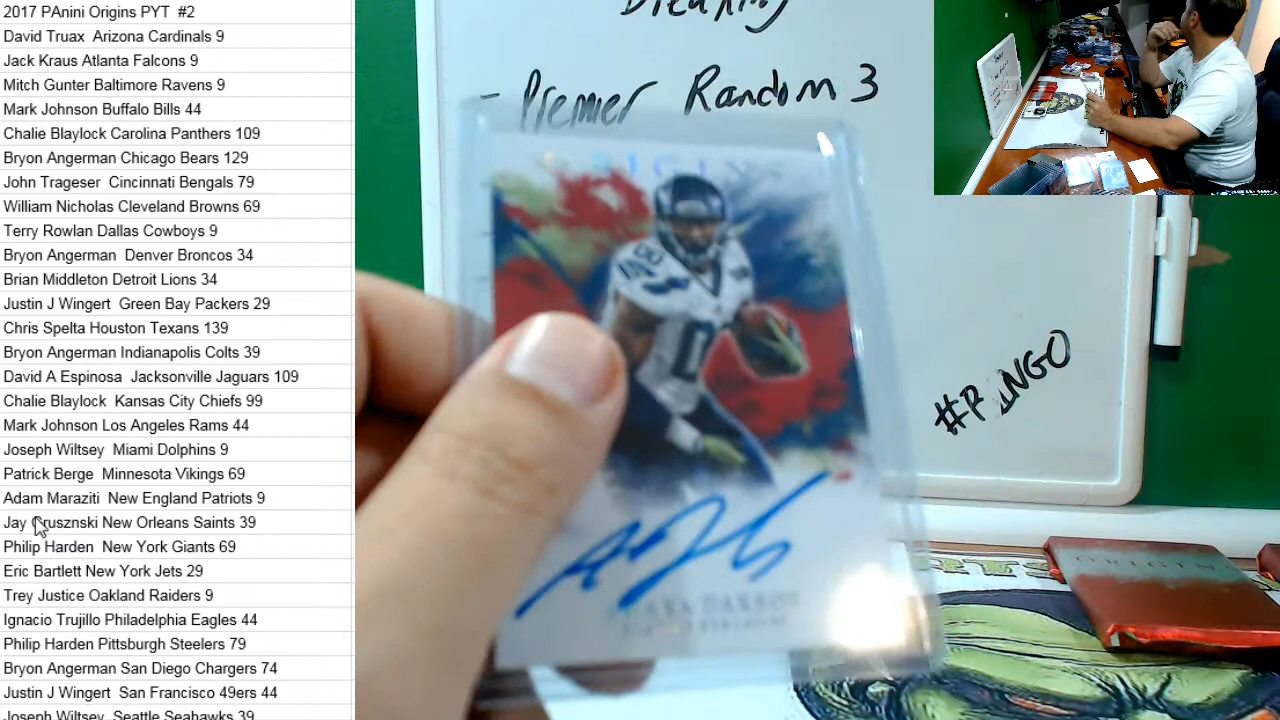 2017 PAnini Origins PYT #2
David Truax Arizona Cardinals 9
Jack Kraus Atlanta Falcons 9
Mitch Gunter Baltimore Ravens 9
Mark Johnson Buffalo Bills 44
Chalie Blaylock Carolina Panthers 109
Bryon Angerman Chicago Bears 129
John Trageser Cincinnati Bengals 79
William Nicholas Cleveland Browns 69
Terry Rowlan Dallas Cowboys 9
Bryon Angerman Denver Broncos 34
Brian Middleton Detroit Lions 34
Justin J Wingert Green Bay Packers 29
Chris Spelta Houston Texans 139
Bryon Angerman Indianapolis Colts 39
David A Espinosa Jacksonville Jaguars 109
Chalie Blaylock Kansas City Chiefs 99
Mark Johnson Los Angeles Rams 44
Joseph Wiltsey Miami Dolphins 9
Patrick Berge Minnesota Vikings 69
Adam Maraziti New England Patriots 9
Jay Grusznski New Orleans Saints 39
Philip Harden New York Giants 69
Eric Bartlett New York Jets 29
Trey Justice Oakland Raiders 9
Ignacio Trujillo Philadelphia Eagles 44
Philip Harden Pittsburgh Steelers 79
Bryon Angerman San Diego Chargers 74
Justin J Wingert San Francisco 49ers 44
Joseph Wiltsey Seattle Seahawks 39
Breaking
- Premier Random 3
ORIGINS
#PiNGO
ORIGINS